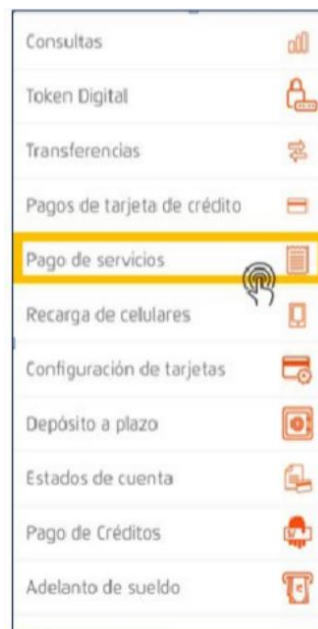 Consultas
Token Digital
Transferencias
Pagos de tarjeta de crédito
Pago de servicios
Recarga de celulares
Configuración de tarjetas
Depósito a plazo
Estados de cuenta
Pago de Créditos
Adelanto de sueldo